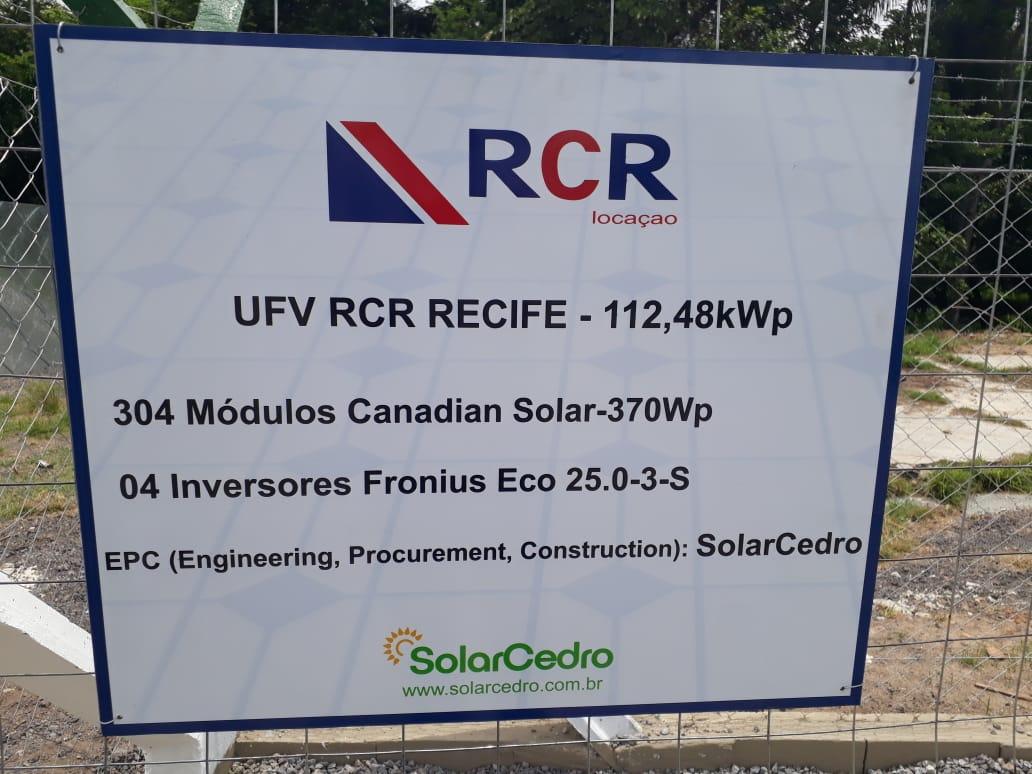 RCR
locaçao
UFV RCR RECIFE - 112,48kWp
304 Módulos Canadian Solar-370Wp
04 Inversores Fronius Eco 25.0-3-S
EPC (Engineering, Procurement, Construction): SolarCedro
SolarCedro
www.solarcedro.com.br